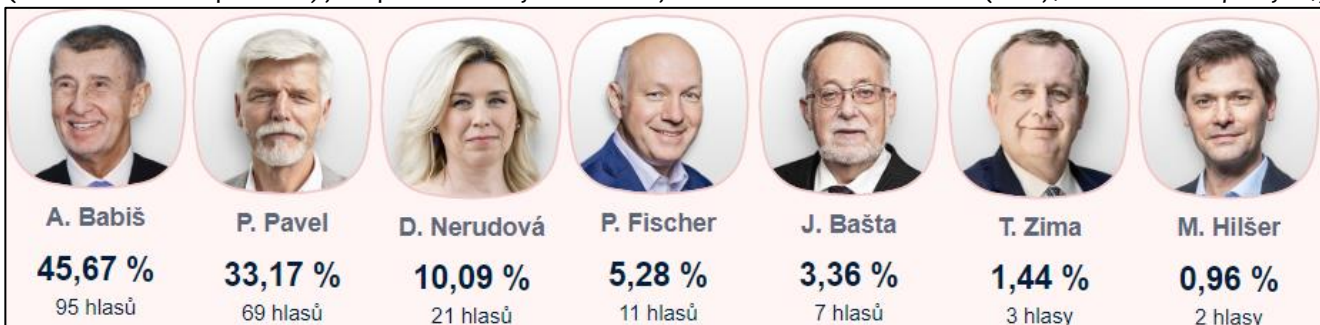 A. Babiš P. Pavel D. Nerudová P. Fischer J. Bašta T. Zima M. Hilšer
45,67 % 33,17 % 10,09 % 5,28 % 3,36 % 1,44 % 0,96 %
95 hlasů 69 hlasů 21 hlasů 11 hlasů 7 hlasů 3 hlasy 2 hlasy